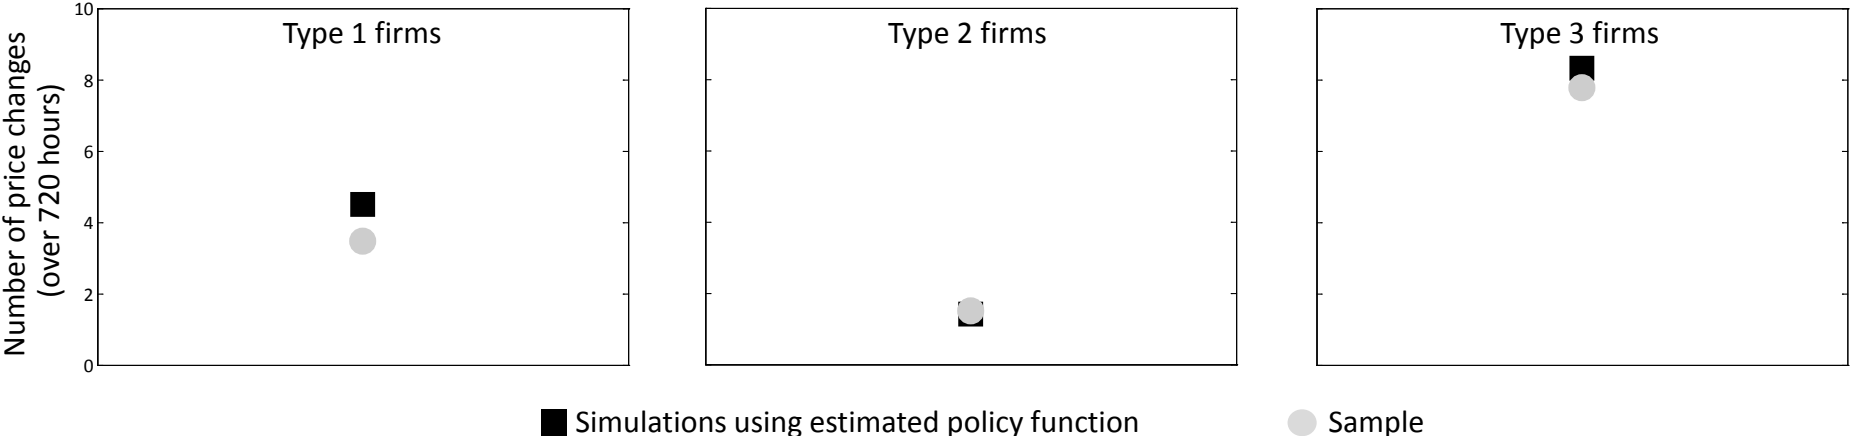 Number of price changes
(over 720 hours)
10
8
6
4
2
0
Type 1 firms
Type 2 firms
Type 3 firms
Simulations using estimated policy function
Sample